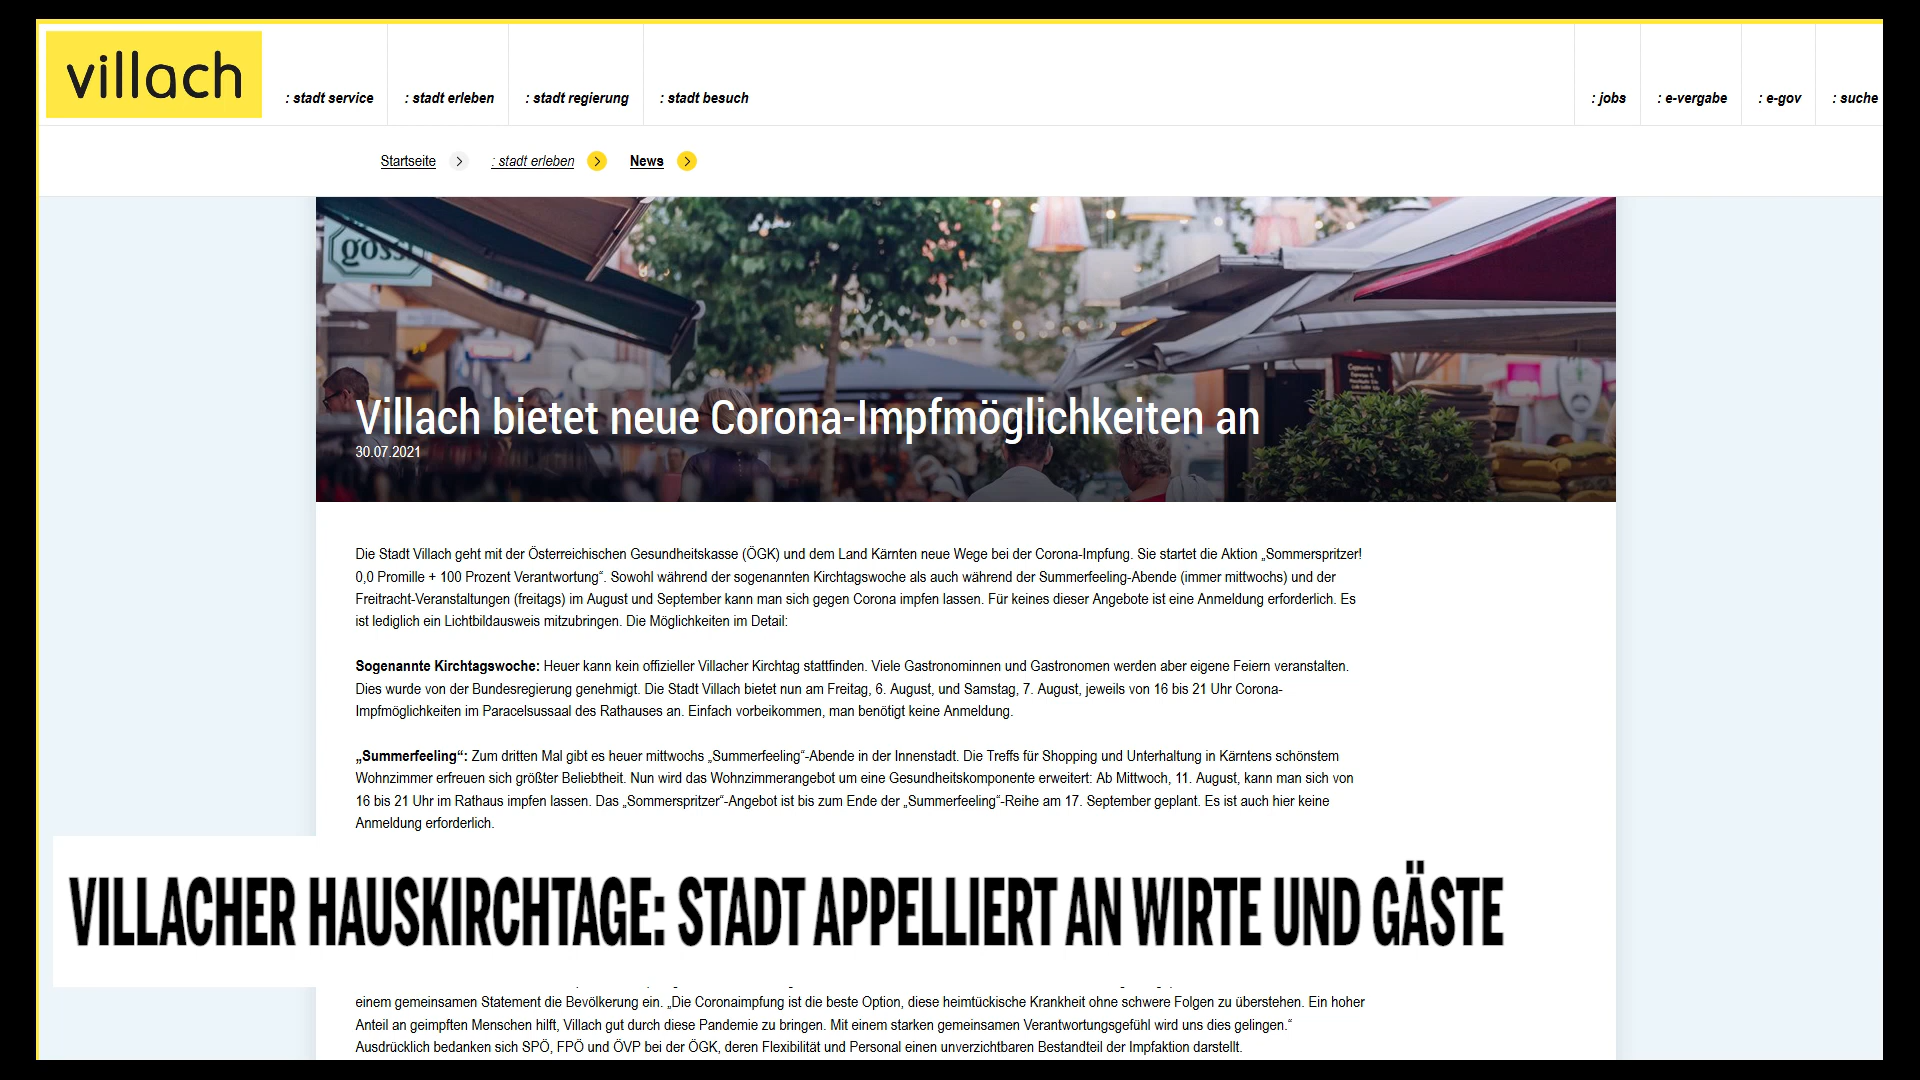 villach
: stadt service
: stadt erleben
: stadt regierung
: stadt besuch
: jobs
: e-vergabe
: e-gov
: suche
Startseite
: stadt erleben
News
Villach bietet neue Corona-Impfmöglichkeiten an
30.07.2021
Die Stadt Villach geht mit der Österreichischen Gesundheitskasse (ÖGK) und dem Land Kärnten neue Wege bei der Corona-Impfung. Sie startet die Aktion „Sommerspritzer!
0,0 Promille + 100 Prozent Verantwortung“. Sowohl während der sogenannten Kirchtagswoche als auch während der Summerfeeling-Abende (immer mittwochs) und der
Freitracht-Veranstaltungen (freitags) im August und September kann man sich gegen Corona impfen lassen. Für keines dieser Angebote ist eine Anmeldung erforderlich. Es
ist lediglich ein Lichtbildausweis mitzubringen. Die Möglichkeiten im Detail:
Sogenannte Kirchtagswoche: Heuer kann kein offizieller Villacher Kirchtag stattfinden. Viele Gastronominnen und Gastronomen werden aber eigene Feiern veranstalten.
Dies wurde von der Bundesregierung genehmigt. Die Stadt Villach bietet nun am Freitag, 6. August, und Samstag, 7. August, jeweils von 16 bis 21 Uhr Corona-
Impfmöglichkeiten im Paracelsussaal des Rathauses an. Einfach vorbeikommen, man benötigt keine Anmeldung.
„Summerfeeling“: Zum dritten Mal gibt es heuer mittwochs „Summerfeeling“-Abende in der Innenstadt. Die Treffs für Shopping und Unterhaltung in Kärntens schönstem
Wohnzimmer erfreuen sich größter Beliebtheit. Nun wird das Wohnzimmerangebot um eine Gesundheitskomponente erweitert: Ab Mittwoch, 11. August, kann man sich von
16 bis 21 Uhr im Rathaus impfen lassen. Das „Sommerspritzer“-Angebot ist bis zum Ende der „Summerfeeling“-Reihe am 17. September geplant. Es ist auch hier keine
Anmeldung erforderlich.
VILLACHER HAUSKIRCHTAGE: STADT APPELLIERT AN WIRTE UND GÄSTE
einem gemeinsamen Statement die Bevölkerung ein. „Die Coronaimpfung ist die beste Option, diese heimtückische Krankheit ohne schwere Folgen zu überstehen. Ein hoher
Anteil an geimpften Menschen hilft, Villach gut durch diese Pandemie zu bringen. Mit einem starken gemeinsamen Verantwortungsgefühl wird uns dies gelingen.“
Ausdrücklich bedanken sich SPÖ, FPÖ und ÖVP bei der ÖGK, deren Flexibilität und Personal einen unverzichtbaren Bestandteil der Impfaktion darstellt.